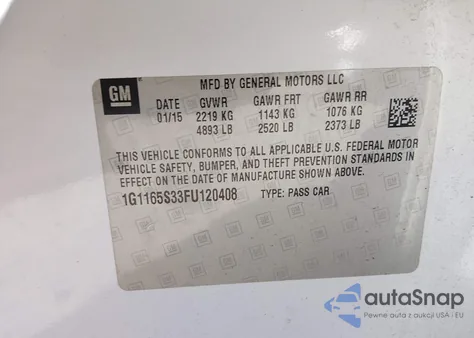 GM
MFD BY GENERAL MOTORS LLC
01/15 GVWR GAWR FRT GAWR RR
2219 KG 1143 KG 1076 KG
4893 LB 2520 LB 2373 LB
THIS VEHICLE CONFORMS TO ALL APPLICABLE U.S. FEDERAL MOTOR
VEHICLE SAFETY, BUMPER, AND THEFT PREVENTION STANDARDS IN
EFFECT ON THE DATE OF MANUFACTURE SHOWN ABOVE.
1G1165S33FU120408 TYPE: PASS CAR
autoSnap
Pewne auta z aukcji USA i EU